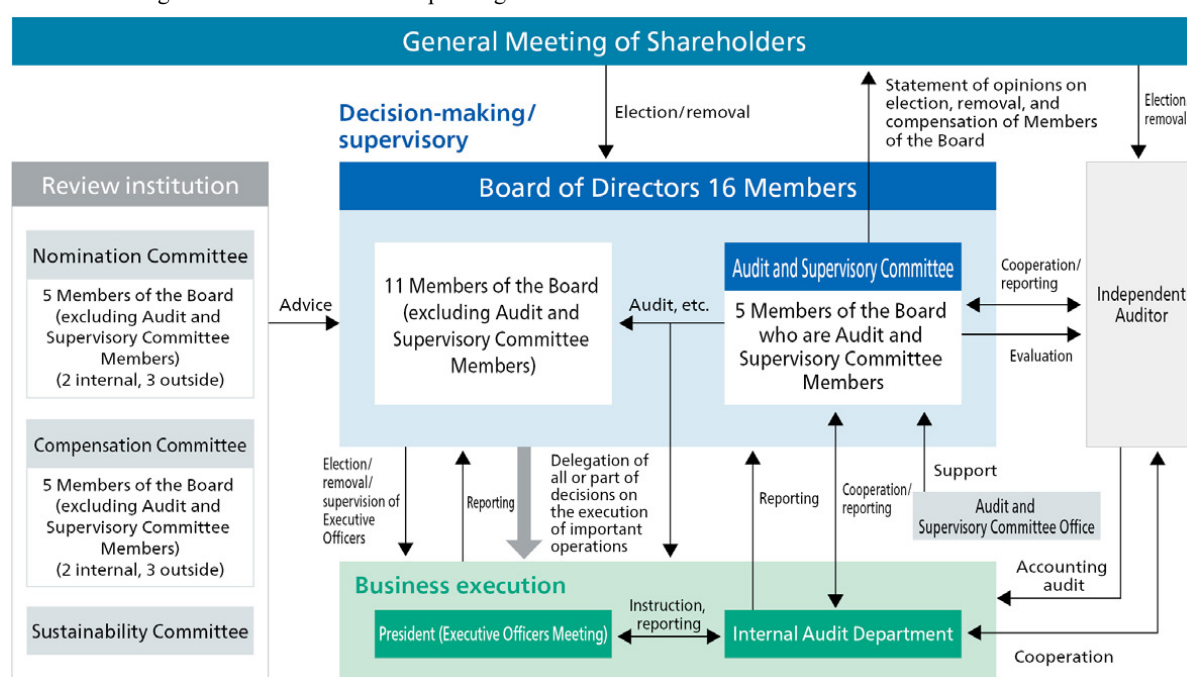 General Meeting of Shareholders
Decision-making/
supervisory
Election/removal
Statement of opinions on
election, removal, and
compensation of Members
of the Board
Election
removal
Review institution
Nomination Committee
5 Members of the Board
(excluding Audit and
Supervisory Committee
Members)
(2 internal, 3 outside)
Compensation Committee
5 Members of the Board
(excluding Audit and
Supervisory Committee
Members)
(2 internal, 3 outside)
Sustainability Committee
Advice
Board of Directors 16 Members
11 Members of the Board
(excluding Audit and
Supervisory Committee
Members)
Audit, etc.
Audit and Supervisory Committee
5 Members of the Board
who are Audit and
Supervisory Committee
Members
Cooperation/
reporting
Evaluation
Independent
Auditor
Election/
removal/
supervision of
Executive
Officers
Reporting
Delegation of
all or part of
decisions on
the execution
of important
operations
Reporting
Cooperation/
reporting
Support
Audit and
Supervisory Committee Office
Accounting
audit
Cooperation
Business execution
President (Executive Officers Meeting)
Instruction,
reporting
Internal Audit Department